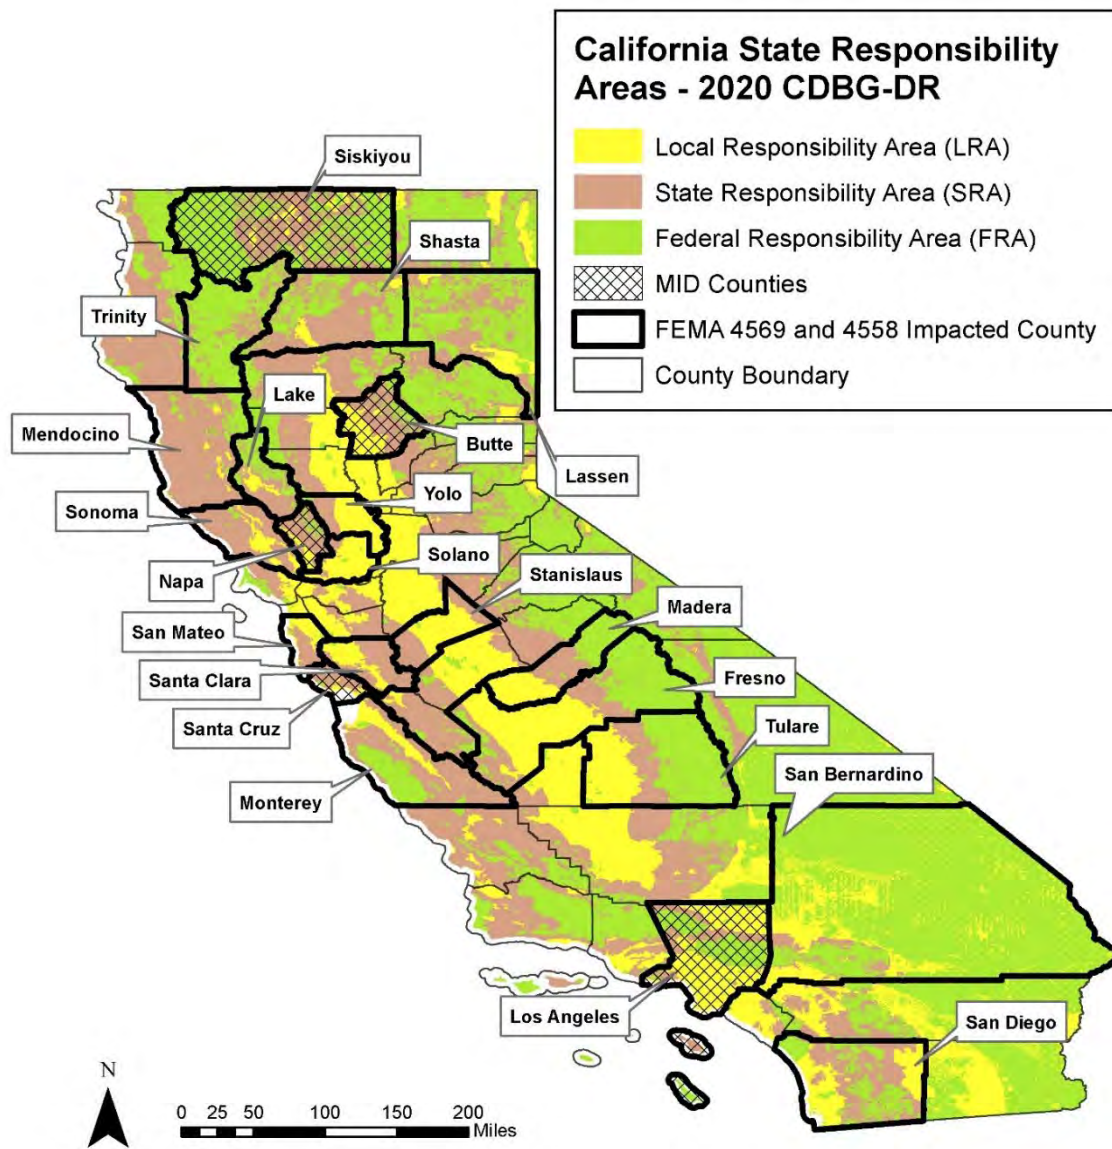 California State Responsibility
Areas - 2020 CDBG-DR
Local Responsibility Area (LRA)
State Responsibility Area (SRA)
Federal Responsibility Area (FRA)
MID Counties
FEMA 4569 and 4558 Impacted County
County Boundary
Siskiyou
Shasta
Trinity
Lake
Mendocino
Butte
Lassen
Yolo
Sonoma
Solano
Napa
Stanislaus
Madera
San Mateo
Santa Clara
Fresno
Santa Cruz
Tulare
San Bernardino
Monterey
Los Angeles
San Diego
N
0 25 50 100 150 200
Miles